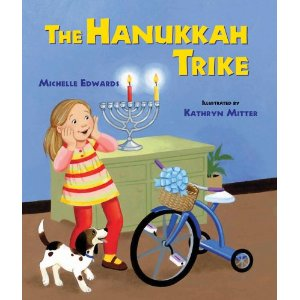 THE HANUKKAH
TRIKE
MICHELLE EDWARDS
ILLUSTRATED BY
KATHRYN MITTER